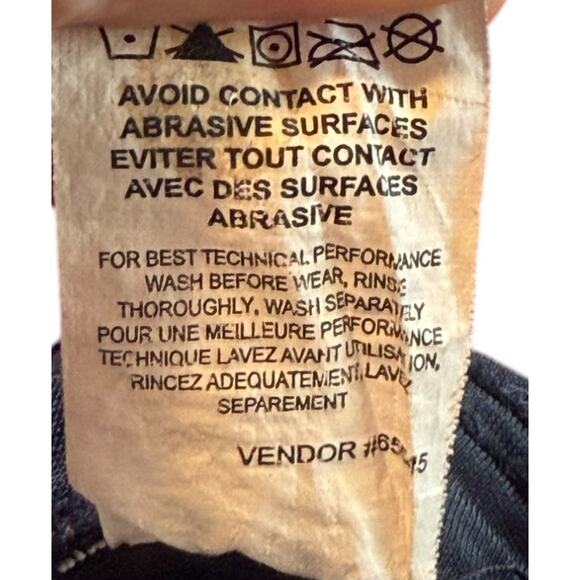 AVOID CONTACT WITH
ABRASIVE SURFACES
EVITER TOUT CONTACT
AVEC DES SURFACES
ABRASIVE
FOR BEST TECHNICAL PERFORMANCE
WASH BEFORE WEAR, RINSE
THOROUGHLY. WASH SEPARATELY
POUR UNE MEILLEURE PERFORMANCE
TECHNIQUE LAVEZ AVANT UTILISATION,
RINCEZ ADEQUATEMENT, LAVEZ
SEPAREMENT
VENDOR